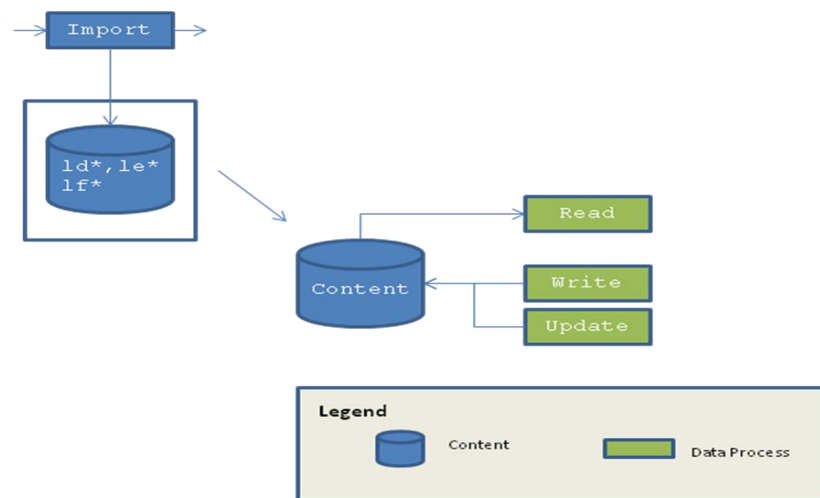 Import
ld*,le*
lf*
Read
Content
Write
Update
Legend
Content
Data Process